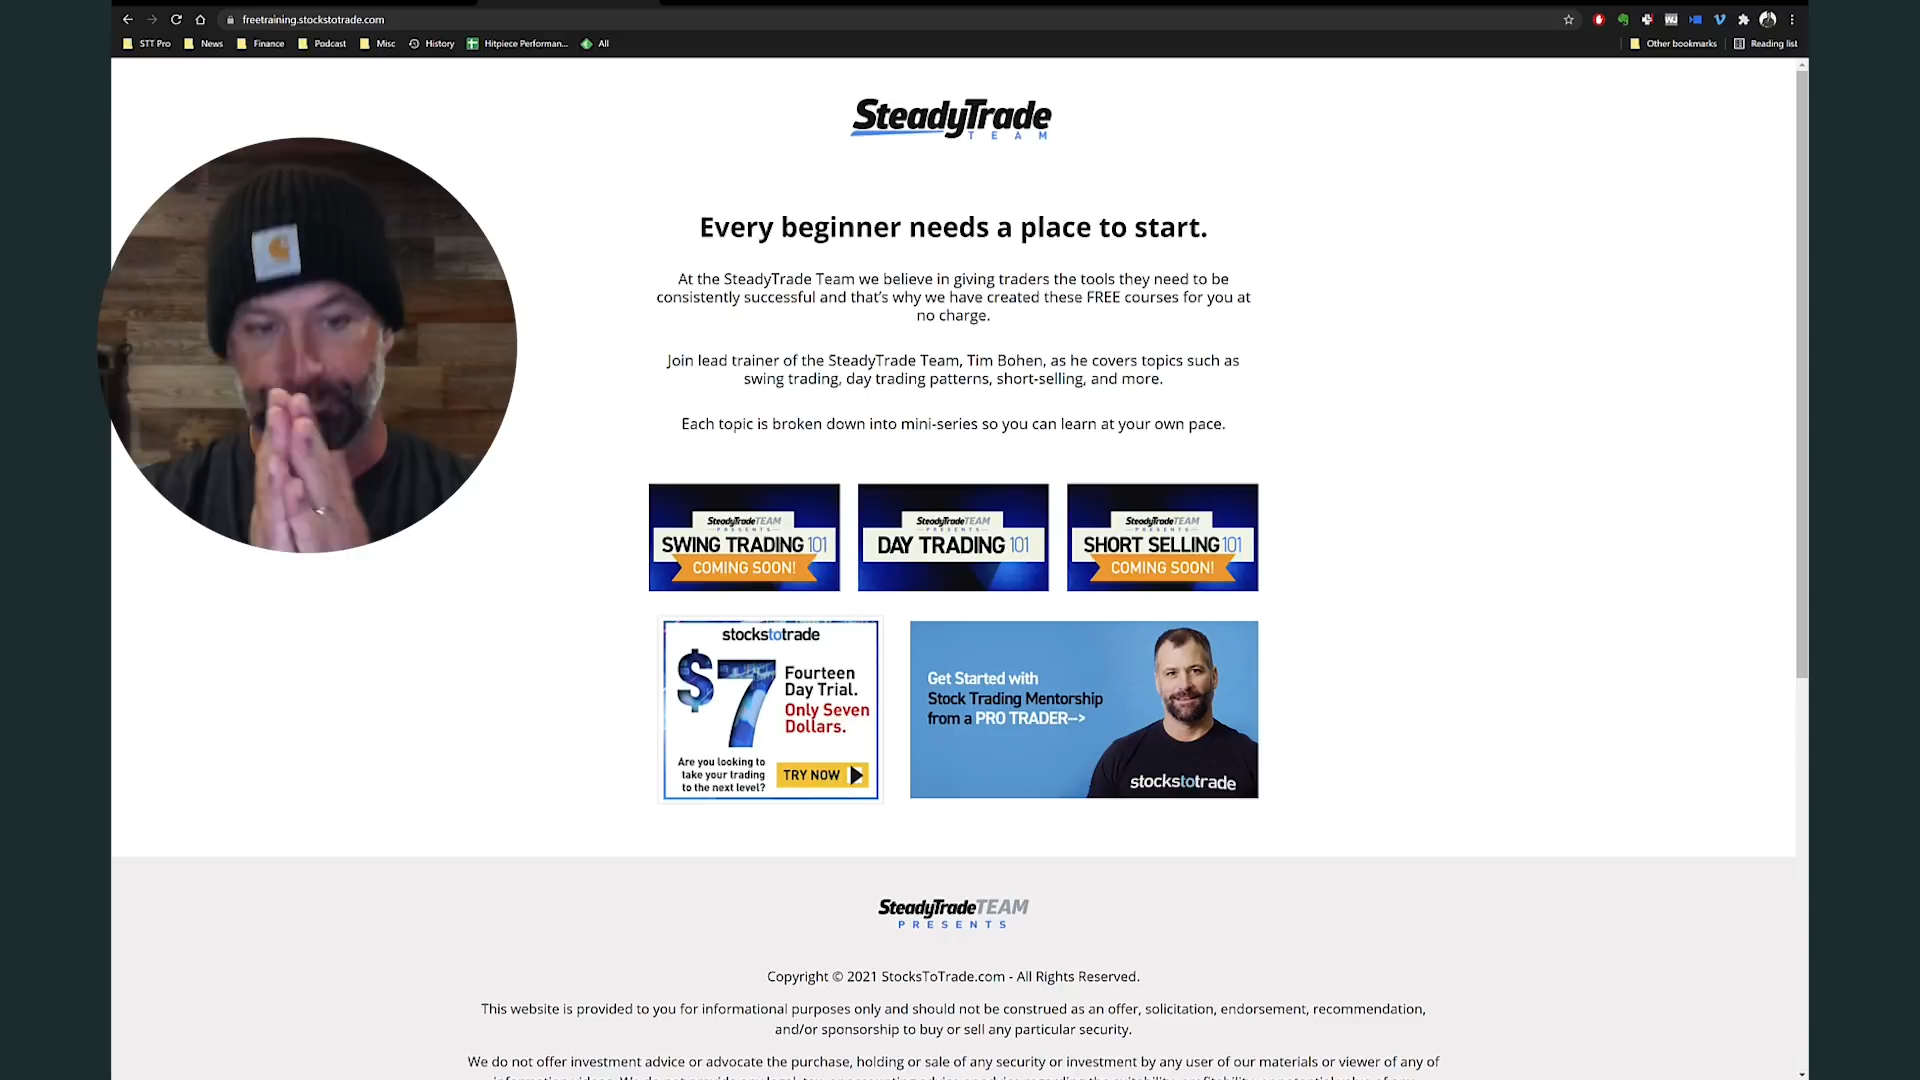 freetraining.stockstotrade.com
STT Pro News Finance Podcast Misc History Hitpiece Performan... All Other bookmarks Reading list
SteadyTrade
TEAM
Every beginner needs a place to start.
At the SteadyTrade Team we believe in giving traders the tools they need to be
consistently successful and that's why we have created these FREE courses for you at
no charge.
Join lead trainer of the SteadyTrade Team, Tim Bohen, as he covers topics such as
swing trading, day trading patterns, short-selling, and more.
Each topic is broken down into mini-series so you can learn at your own pace.
SteadyTradeTEAM
PRESENTS
SWING TRADING 101
COMING SOON!
SteadyTradeTEAM
PRESENTS
DAY TRADING 101
SteadyTradeTEAM
PRESENTS
SHORT SELLING 101
COMING SOON!
stockstotrade
$7
Fourteen
Day Trial.
Only Seven
Dollars.
Are you looking to
take your trading
to the next level?
TRY NOW
Get Started with
Stock Trading Mentorship
from a PRO TRADER-->
stockstotrade
SteadyTradeTEAM
PRESENTS
Copyright © 2021 StocksToTrade.com - All Rights Reserved.
This website is provided to you for informational purposes only and should not be construed as an offer, solicitation, endorsement, recommendation,
and/or sponsorship to buy or sell any particular security.
We do not offer investment advice or advocate the purchase, holding or sale of any security or investment by any user of our materials or viewer of any of